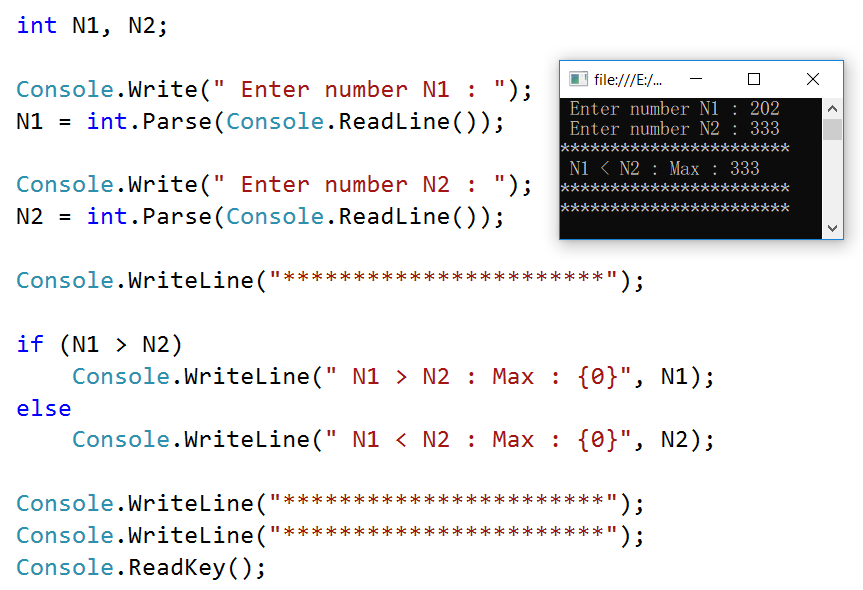 int N1, N2;
Console.Write(" Enter number N1 : ");
N1 = int.Parse(Console.ReadLine());
Console.Write(" Enter number N2 : ");
N2 = int.Parse(Console.ReadLine());
Console.WriteLine("***********************");
if (N1 > N2)
Console.WriteLine(" N1 > N2 : Max : {0}", N1);
else
Console.WriteLine(" N1 < N2 : Max : {0}", N2);
Console.WriteLine("***********************");
Console.WriteLine("***********************");
Console.ReadKey();
file:///E:/...
Enter number N1 : 202
Enter number N2 : 333
***********************
N1 < N2 : Max : 333
***********************
***********************